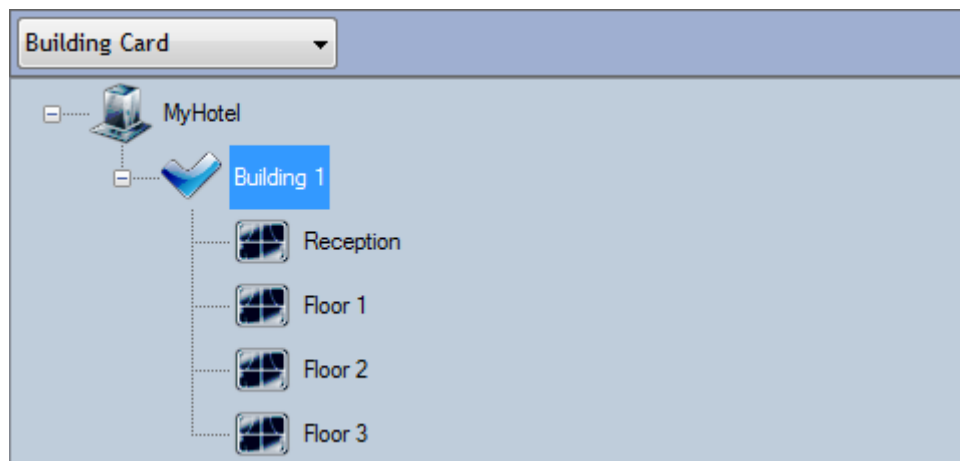 Building Card
MyHotel
Building 1
Reception
Floor 1
Floor 2
Floor 3